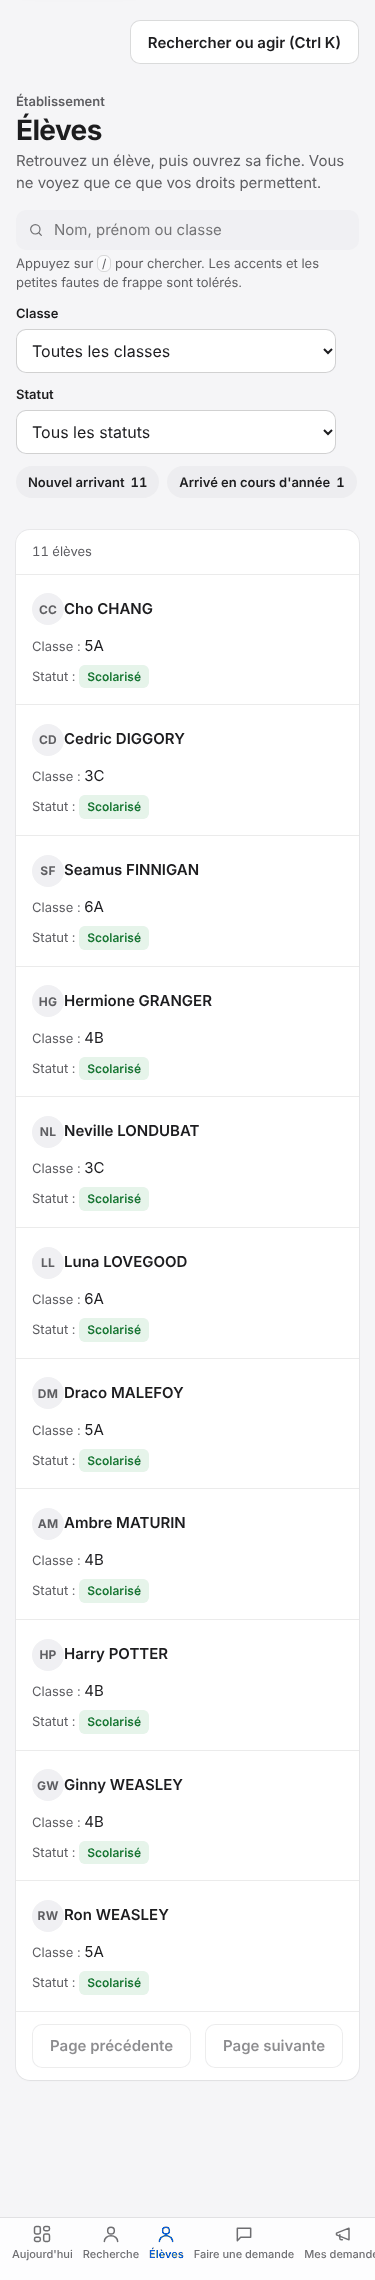 Rechercher ou agir (Ctrl K)
Établissement
Élèves
Retrouvez un élève, puis ouvrez sa fiche. Vous
ne voyez que ce que vos droits permettent.
Nom, prénom ou classe
Appuyez sur / pour chercher. Les accents et les
petites fautes de frappe sont tolérés.
Classe
Toutes les classes
Statut
Tous les statuts
Nouvel arrivant 11 Arrivé en cours d'année 1
11 élèves
CC Cho CHANG
Classe : 5A
Statut : Scolarisé
CD Cedric DIGGORY
Classe : 3C
Statut : Scolarisé
SF Seamus FINNIGAN
Classe : 6A
Statut : Scolarisé
HG Hermione GRANGER
Classe : 4B
Statut : Scolarisé
NL Neville LONDUBAT
Classe : 3C
Statut : Scolarisé
LL Luna LOVEGOOD
Classe : 6A
Statut : Scolarisé
DM Draco MALEFOY
Classe : 5A
Statut : Scolarisé
AM Ambre MATURIN
Classe : 4B
Statut : Scolarisé
HP Harry POTTER
Classe : 4B
Statut : Scolarisé
GW Ginny WEASLEY
Classe : 4B
Statut : Scolarisé
RW Ron WEASLEY
Classe : 5A
Statut : Scolarisé
Page précédente Page suivante
Aujourd'hui Recherche Élèves Faire une demande Mes demande